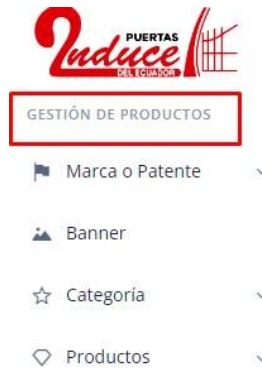 PUERTAS
Induce
DEL ECUADOR
GESTIÓN DE PRODUCTOS
Marca o Patente
Banner
Categoría
Productos